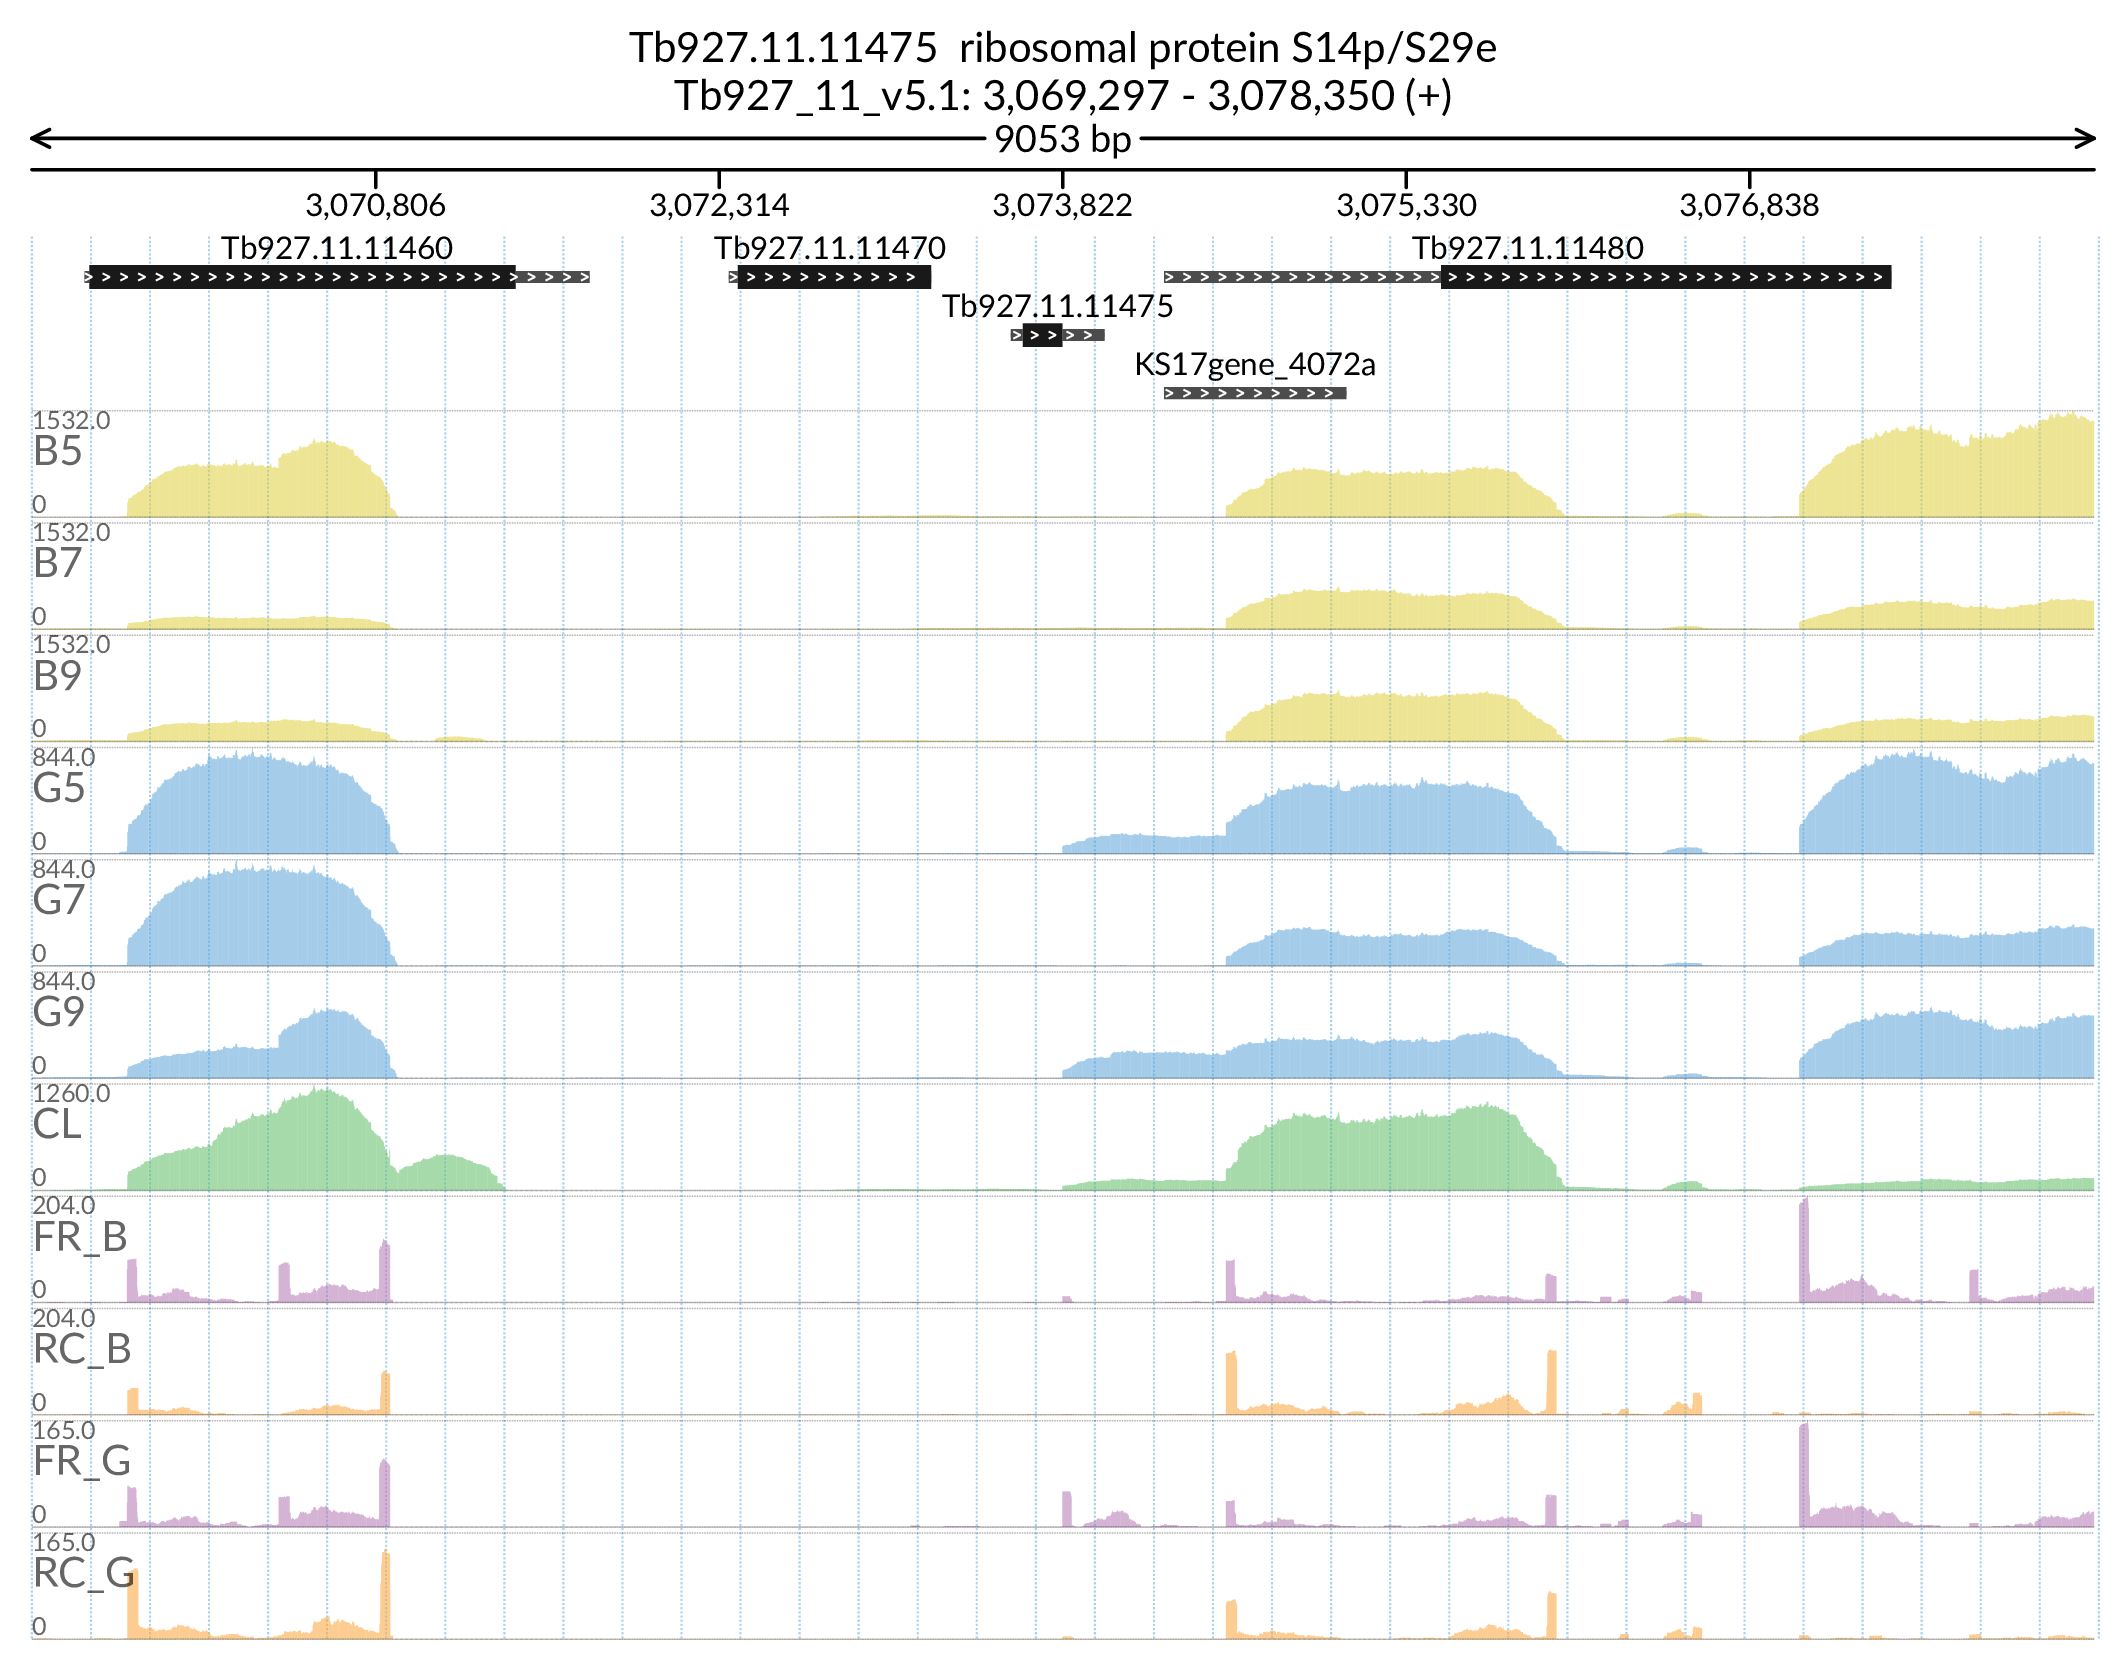 Tb927.11.11475  ribosomal protein S14p/S29e
Tb927_11_v5.1: 3,069,297 - 3,078,350 (+)
9053 bp
3,070,806 3,072,314 3,073,822 3,075,330 3,076,838
Tb927.11.11460 Tb927.11.11470 Tb927.11.11480
Tb927.11.11475
KS17gene_4072a
1532.0
B5
0
1532.0
B7
0
1532.0
B9
0
844.0
G5
0
844.0
G7
0
844.0
G9
0
1260.0
CL
0
204.0
FR_B
0
204.0
RC_B
0
165.0
FR_G
0
165.0
RC_G
0